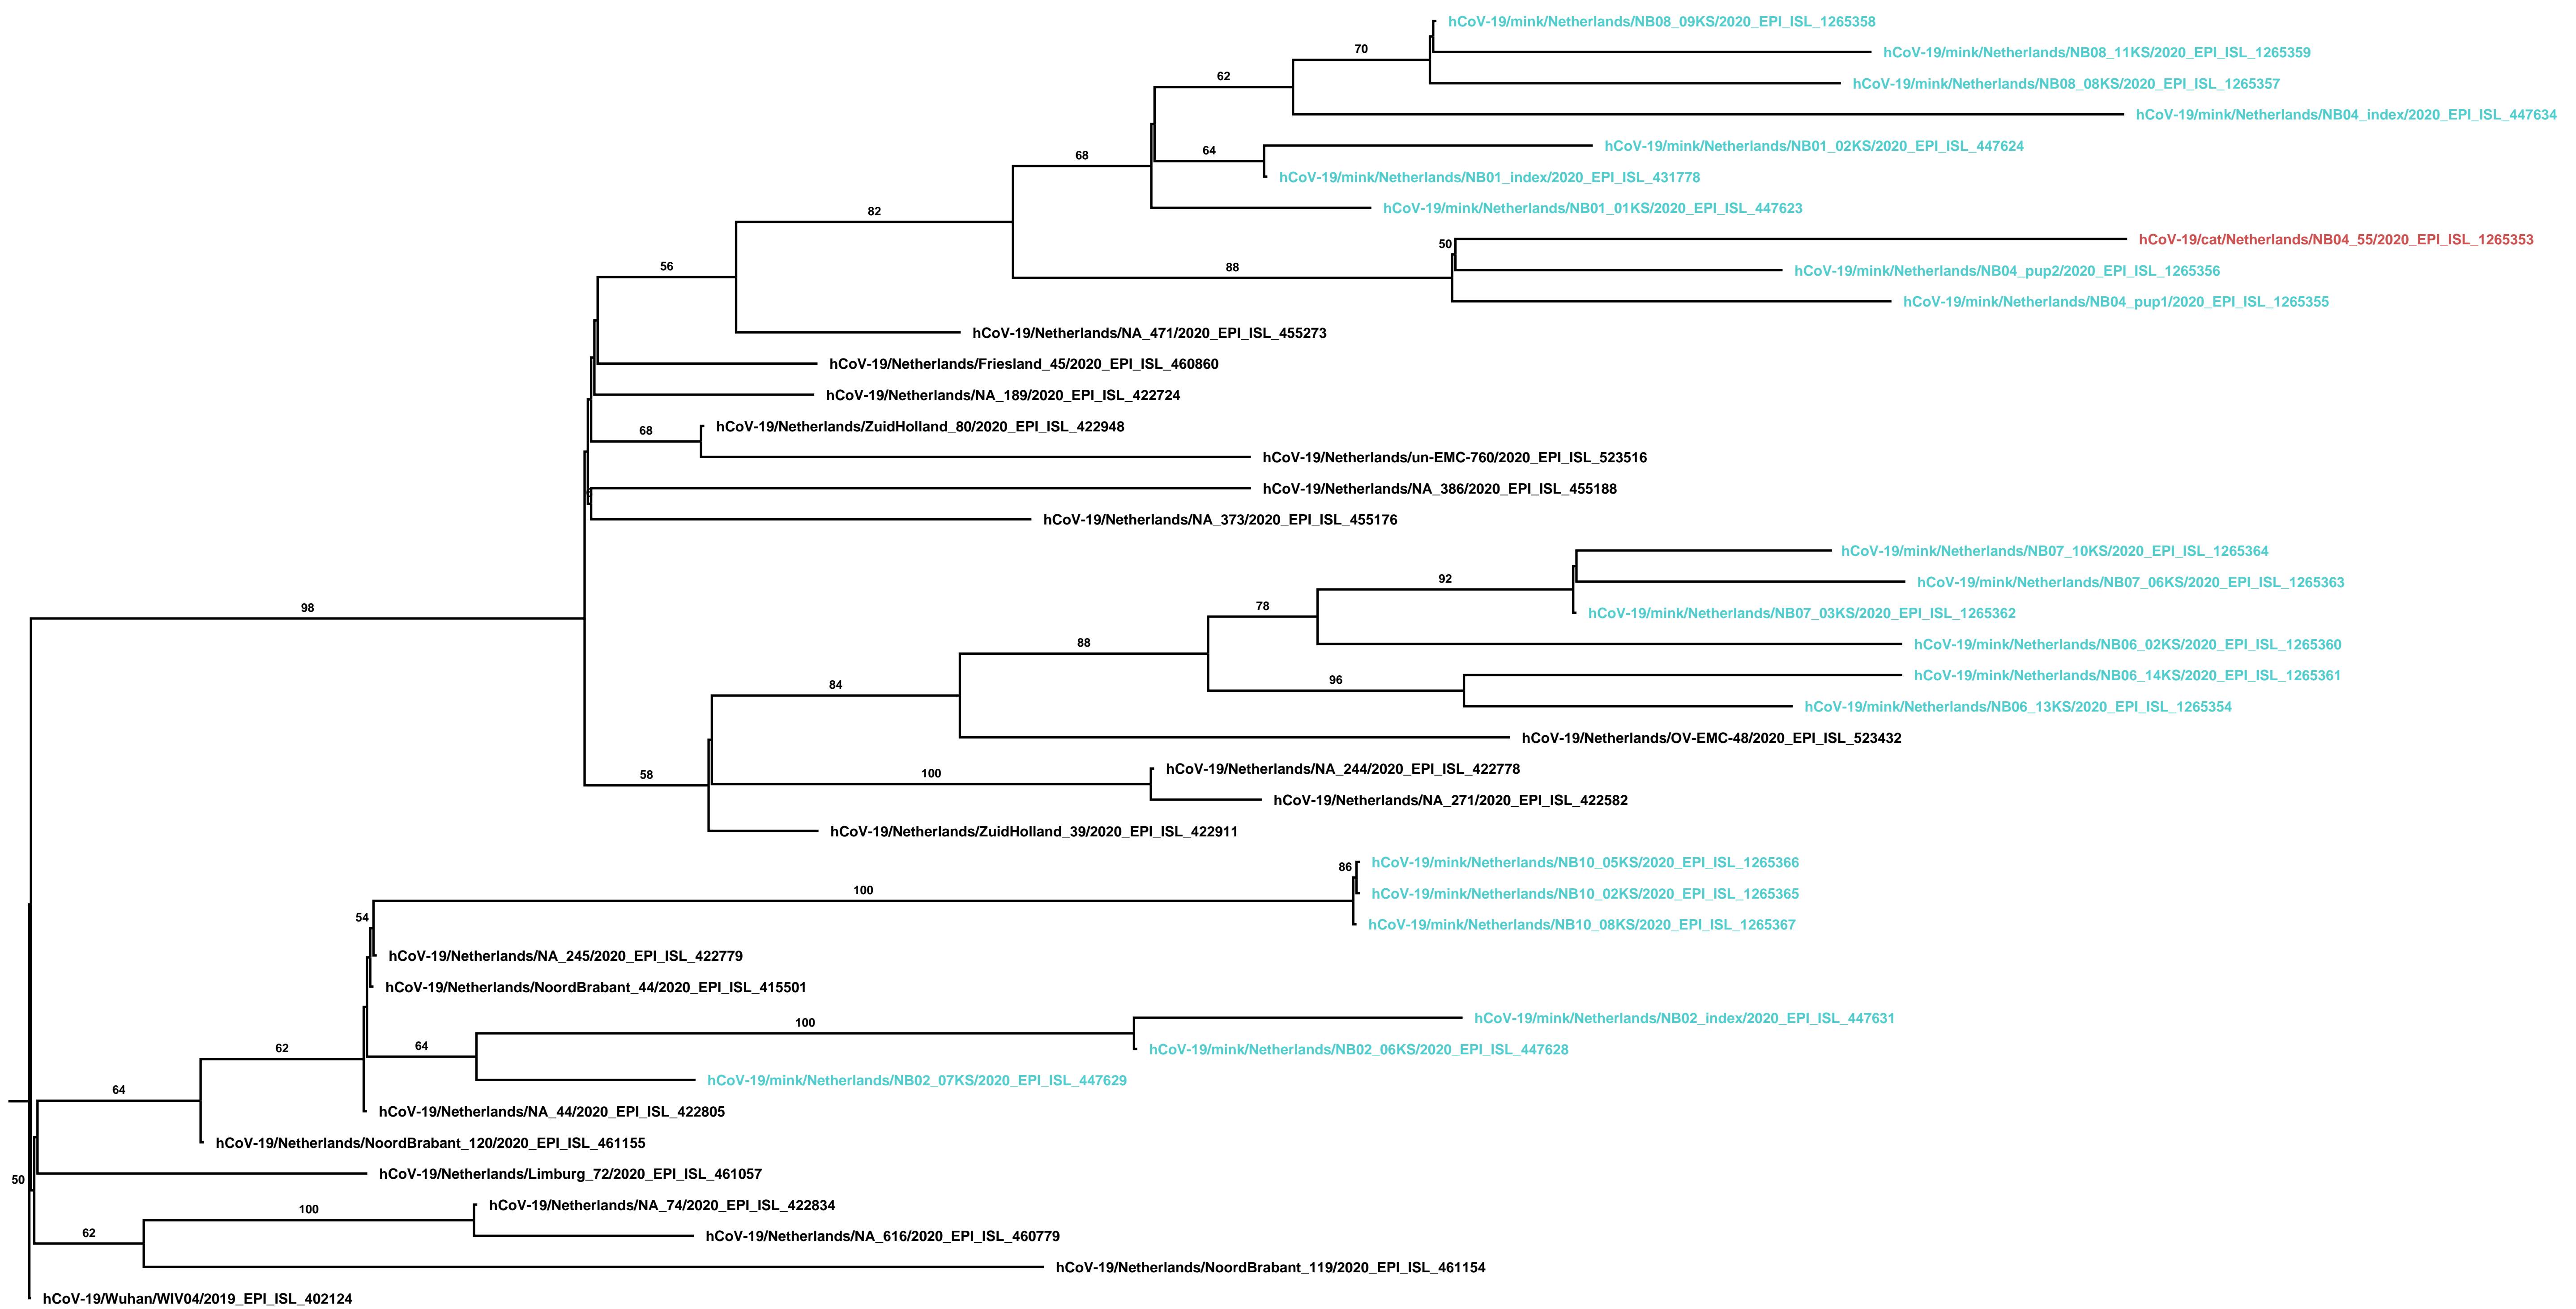 hCoV-19/mink/Netherlands/NB08_09KS/2020_EPI_ISL_1265358
70
hCoV-19/mink/Netherlands/NB08_11KS/2020_EPI_ISL_1265359
62
hCoV-19/mink/Netherlands/NB08_08KS/2020_EPI_ISL_1265357
hCoV-19/mink/Netherlands/NB04_index/2020_EPI_ISL_447634
68
64
hCoV-19/mink/Netherlands/NB01_02KS/2020_EPI_ISL_447624
hCoV-19/mink/Netherlands/NB01_index/2020_EPI_ISL_431778
82
hCoV-19/mink/Netherlands/NB01_01KS/2020_EPI_ISL_447623
50
hCoV-19/cat/Netherlands/NB04_55/2020_EPI_ISL_1265353
56
88
hCoV-19/mink/Netherlands/NB04_pup2/2020_EPI_ISL_1265356
hCoV-19/mink/Netherlands/NB04_pup1/2020_EPI_ISL_1265355
hCoV-19/Netherlands/NA_471/2020_EPI_ISL_455273
hCoV-19/Netherlands/Friesland_45/2020_EPI_ISL_460860
hCoV-19/Netherlands/NA_189/2020_EPI_ISL_422724
68
hCoV-19/Netherlands/ZuidHolland_80/2020_EPI_ISL_422948
hCoV-19/Netherlands/un-EMC-760/2020_EPI_ISL_523516
hCoV-19/Netherlands/NA_386/2020_EPI_ISL_455188
hCoV-19/Netherlands/NA_373/2020_EPI_ISL_455176
hCoV-19/mink/Netherlands/NB07_10KS/2020_EPI_ISL_1265364
92
hCoV-19/mink/Netherlands/NB07_06KS/2020_EPI_ISL_1265363
98
78
hCoV-19/mink/Netherlands/NB07_03KS/2020_EPI_ISL_1265362
88
hCoV-19/mink/Netherlands/NB06_02KS/2020_EPI_ISL_1265360
84
96
hCoV-19/mink/Netherlands/NB06_14KS/2020_EPI_ISL_1265361
hCoV-19/mink/Netherlands/NB06_13KS/2020_EPI_ISL_1265354
hCoV-19/Netherlands/OV-EMC-48/2020_EPI_ISL_523432
58
100
hCoV-19/Netherlands/NA_244/2020_EPI_ISL_422778
hCoV-19/Netherlands/NA_271/2020_EPI_ISL_422582
hCoV-19/Netherlands/ZuidHolland_39/2020_EPI_ISL_422911
86
hCoV-19/mink/Netherlands/NB10_05KS/2020_EPI_ISL_1265366
100
hCoV-19/mink/Netherlands/NB10_02KS/2020_EPI_ISL_1265365
54
hCoV-19/mink/Netherlands/NB10_08KS/2020_EPI_ISL_1265367
hCoV-19/Netherlands/NA_245/2020_EPI_ISL_422779
hCoV-19/Netherlands/NoordBrabant_44/2020_EPI_ISL_415501
100
hCoV-19/mink/Netherlands/NB02_index/2020_EPI_ISL_447631
62
64
hCoV-19/mink/Netherlands/NB02_06KS/2020_EPI_ISL_447628
64
hCoV-19/mink/Netherlands/NB02_07KS/2020_EPI_ISL_447629
hCoV-19/Netherlands/NA_44/2020_EPI_ISL_422805
hCoV-19/Netherlands/NoordBrabant_120/2020_EPI_ISL_461155
50
hCoV-19/Netherlands/Limburg_72/2020_EPI_ISL_461057
100
hCoV-19/Netherlands/NA_74/2020_EPI_ISL_422834
62
hCoV-19/Netherlands/NA_616/2020_EPI_ISL_460779
hCoV-19/Netherlands/NoordBrabant_119/2020_EPI_ISL_461154
hCoV-19/Wuhan/WIV04/2019_EPI_ISL_402124